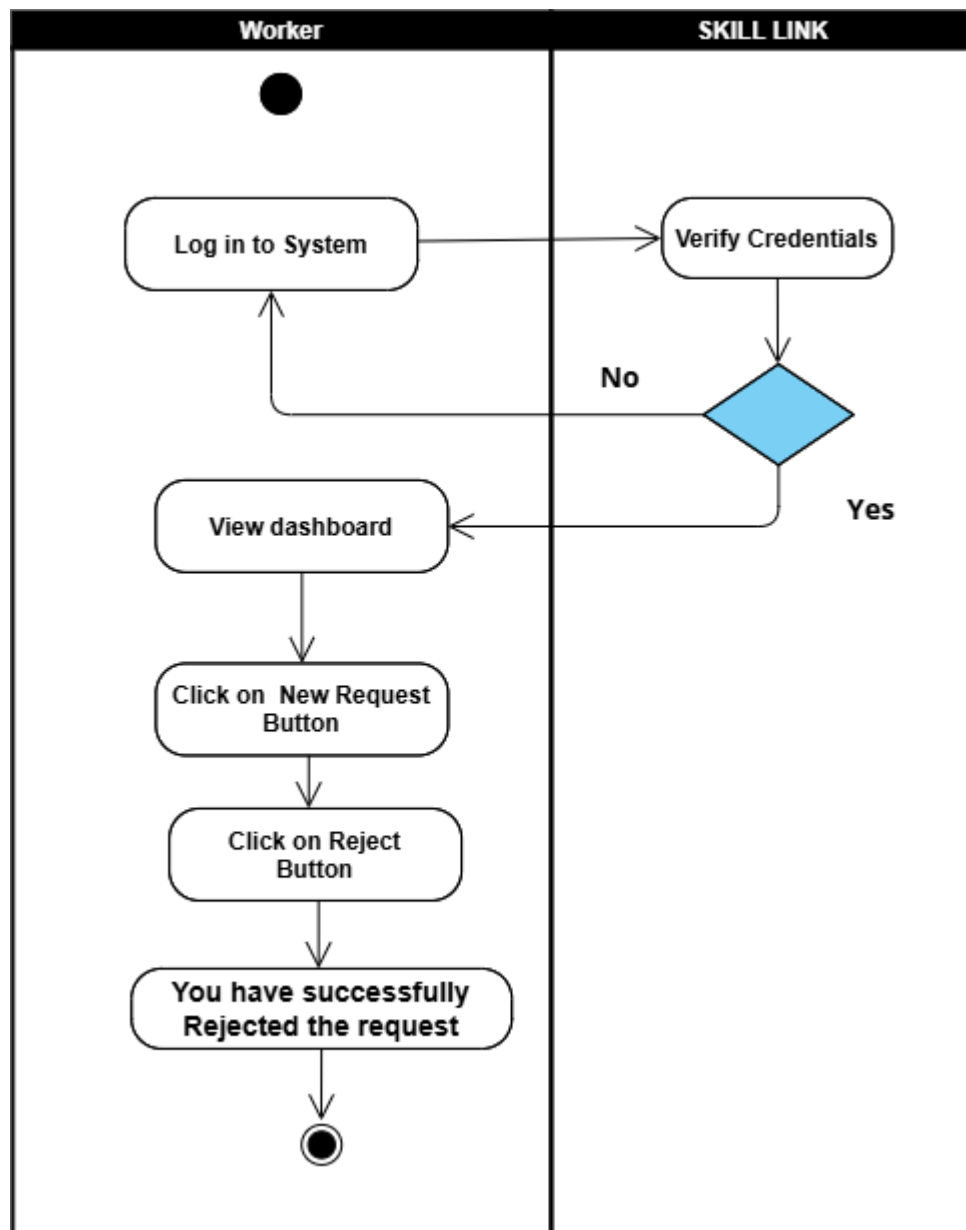 Worker
SKILL LINK
Log in to System
Verify Credentials
No
Yes
View dashboard
Click on New Request
Button
Click on Reject
Button
You have successfully
Rejected the request